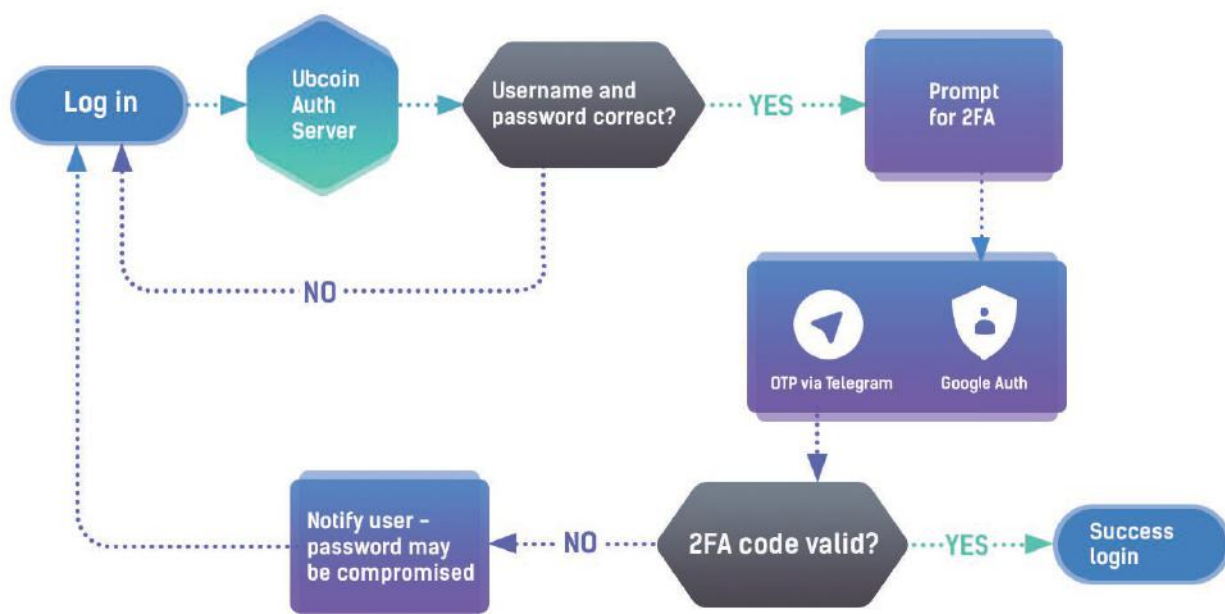 Log in
Ubcoin
Auth
Server
Username and
password correct?
YES
Prompt
for 2FA
NO
OTP via Telegram
Google Auth
Notify user –
password may
be compromised
NO
2FA code valid?
YES
Success
login